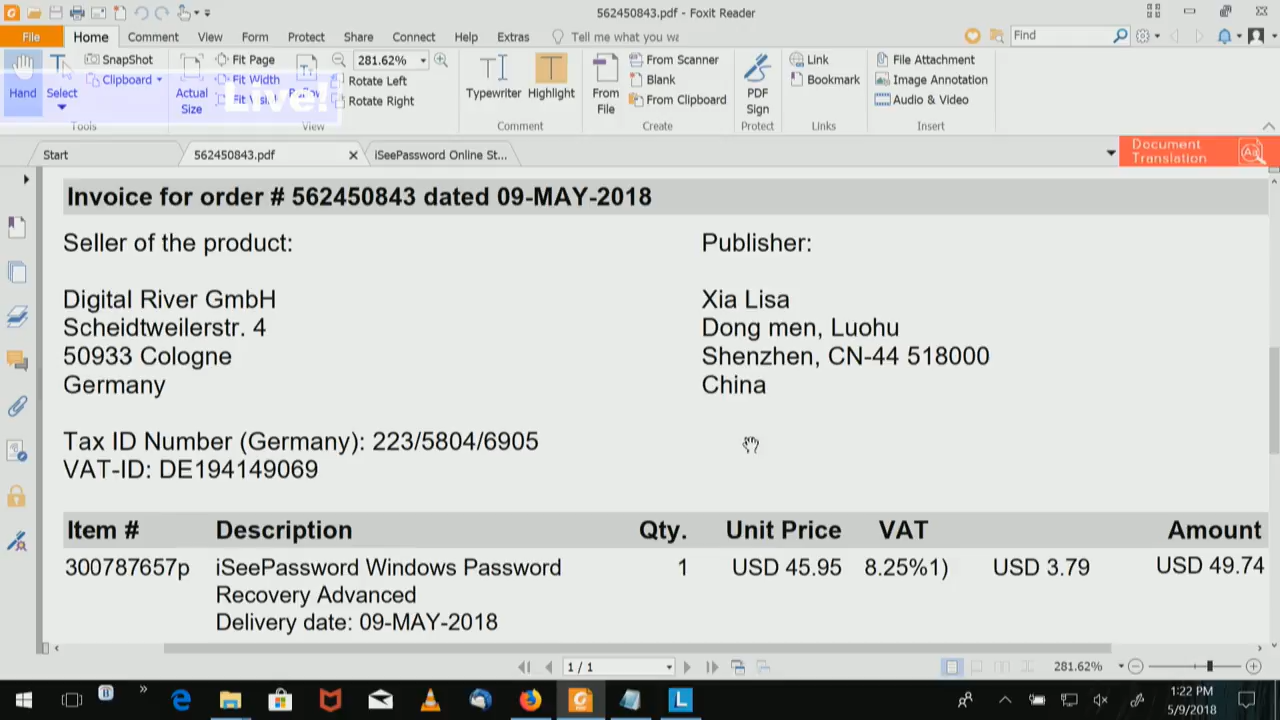 562450843.pdf - Foxit Reader
File Home Comment View Form Protect Share Connect Help Extras Tell me what you wa Find
Hand
Select
SnapShot
Clipboard
Tools
Actual Size
Fit Page
Fit Width
281.62%
Rotate Left
Rotate Right
View
Live!
Typewriter
Highlight
Comment
From File
From Scanner
Blank
From Clipboard
Create
PDF Sign
Protect
Link
Bookmark
Links
File Attachment
Image Annotation
Audio & Video
Insert
Start 562450843.pdf iSeePassword Online St...
Document
Translation
Invoice for order # 562450843 dated 09-MAY-2018
Seller of the product:
Digital River GmbH
Scheidtweilerstr. 4
50933 Cologne
Germany
Tax ID Number (Germany): 223/5804/6905
VAT-ID: DE194149069
Publisher:
Xia Lisa
Dong men, Luohu
Shenzhen, CN-44 518000
China
Item # Description Qty. Unit Price VAT Amount
300787657p iSeePassword Windows Password 1 USD 45.95 8.25%1) USD 3.79 USD 49.74
Recovery Advanced
Delivery date: 09-MAY-2018
1 / 1
281.62%
1:22 PM
5/9/2018